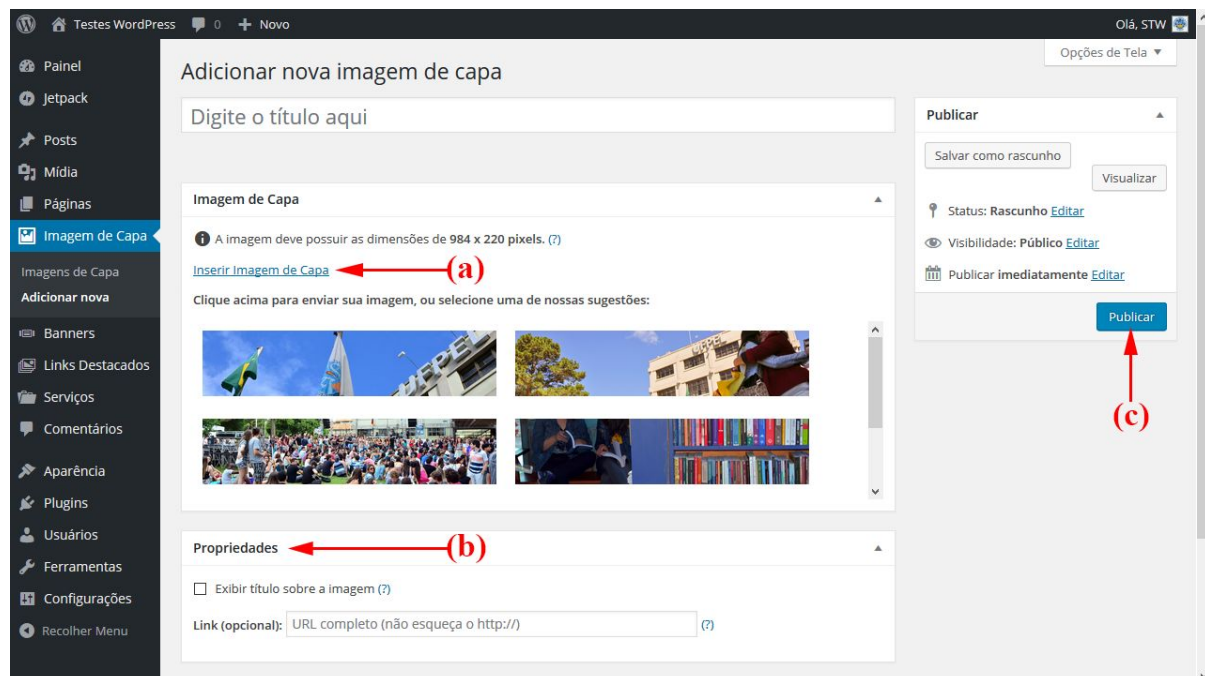 Testes WordPress 0 + Novo Olá, STW
Opções de Tela ▼
Painel
Jetpack
Posts
Mídia
Páginas
Imagem de Capa
Imagens de Capa
Adicionar nova
Banners
Links Destacados
Serviços
Comentários
Aparência
Plugins
Usuários
Ferramentas
Configurações
Recolher Menu
Adicionar nova imagem de capa
Digite o título aqui
Imagem de Capa
A imagem deve possuir as dimensões de 984 x 220 pixels. (?)
Inserir Imagem de Capa (a)
Clique acima para enviar sua imagem, ou selecione uma de nossas sugestões:
UFPEL
UFPEL
Propriedades (b)
Exibir título sobre a imagem (?)
Link (opcional): URL completo (não esqueça o http://) (?)
Publicar
Salvar como rascunho
Visualizar
Status: Rascunho Editar
Visibilidade: Público Editar
Publicar imediatamente Editar
Publicar
(c)